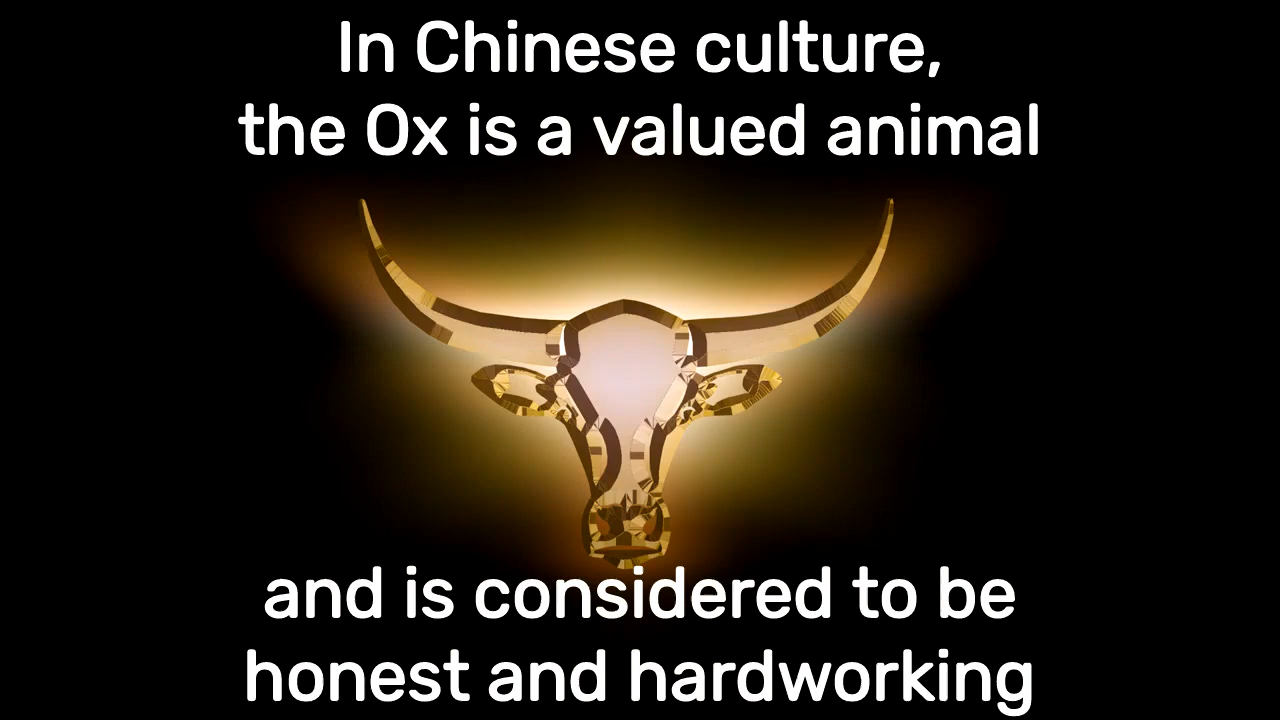 In Chinese culture,
the Ox is a valued animal
and is considered to be
honest and hardworking